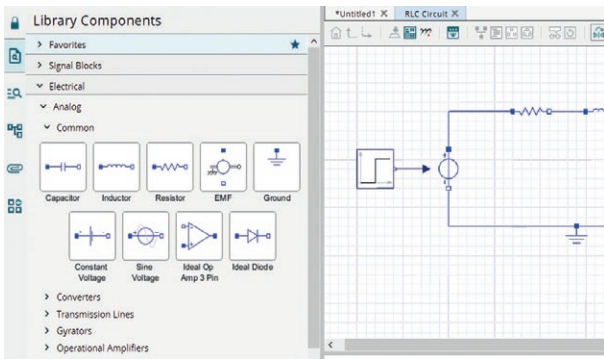 Library Components
Favorites
Signal Blocks
Electrical
Analog
Common
Capacitor Inductor Resistor EMF Ground
Constant Voltage Sine Voltage Ideal Op Amp 3 Pin Ideal Diode
Converters
Transmission Lines
Gyrators
Operational Amplifiers
*Untitled1 X RLC Circuit X